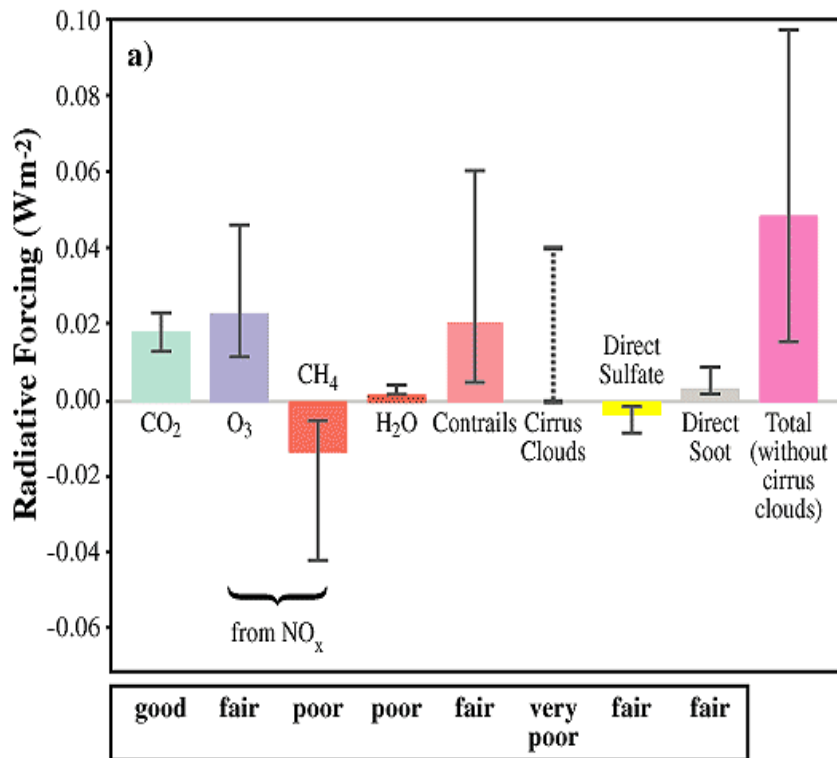 a)
Radiative Forcing (Wm-2)
0.10
0.08
0.06
0.04
0.02
0.00
-0.02
-0.04
-0.06
CO2
O3
CH4
H2O
Contrails
Cirrus
Clouds
Direct
Sulfate
Direct
Soot
Total
(without
cirrus
clouds)
from NOx
good fair poor poor fair very poor fair fair